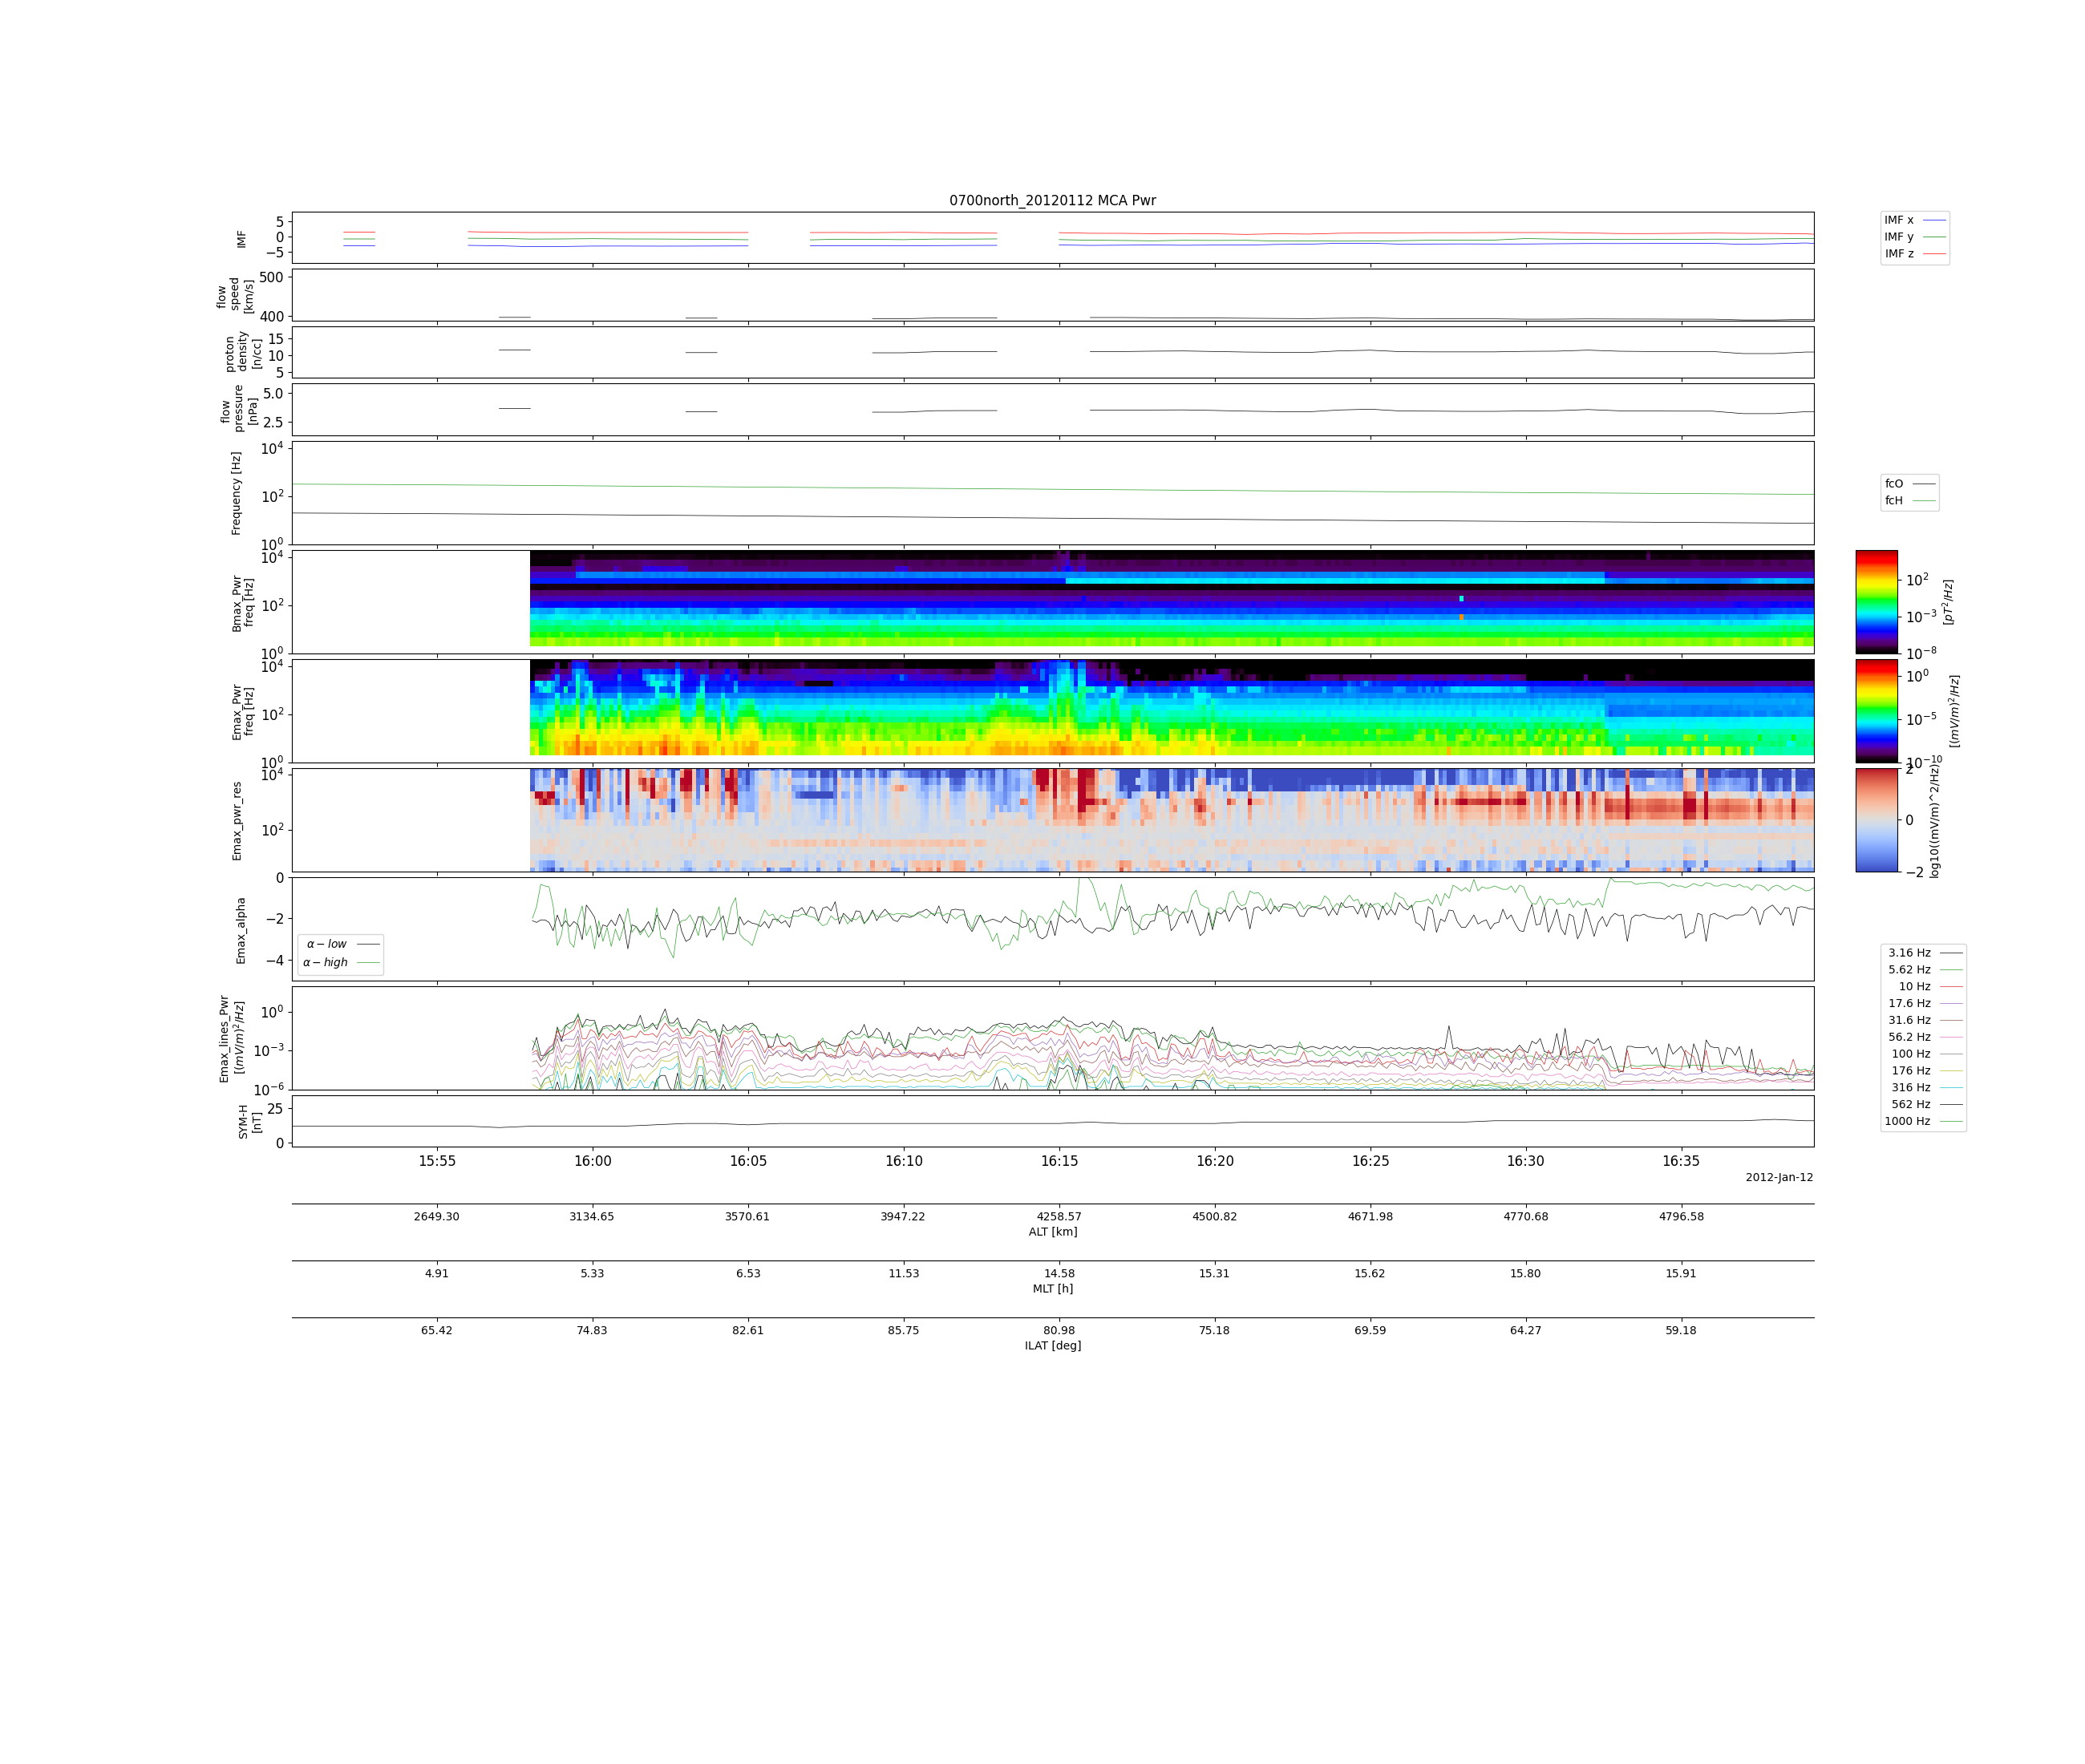 0700north_20120112 MCA Pwr
IMF
5
0
−5
IMF x
IMF y
IMF z
flow
speed
[km/s]
500
400
proton
density
[n/cc]
15
10
5
flow
pressure
[nPa]
5.0
2.5
Frequency [Hz]
10^4
10^2
10^0
fcO
fcH
Bmax_Pwr
freq [Hz]
10^4
10^2
10^0
10^2
10^−3
10^−8
[pT^2/Hz]
Emax_Pwr
freq [Hz]
10^4
10^2
10^0
10^0
10^−5
10^−10
[(mV/m)^2/Hz]
Emax_pwr_res
10^4
10^2
2
0
−2
log10((mV/m)^2/Hz)
Emax_alpha
0
−2
−4
α − low
α − high
Emax_lines_Pwr
[(mV/m)^2/Hz]
10^0
10^−3
10^−6
3.16 Hz
5.62 Hz
10 Hz
17.6 Hz
31.6 Hz
56.2 Hz
100 Hz
176 Hz
316 Hz
562 Hz
1000 Hz
SYM-H
[nT]
25
0
15:55 16:00 16:05 16:10 16:15 16:20 16:25 16:30 16:35
2012-Jan-12
2649.30 3134.65 3570.61 3947.22 4258.57 4500.82 4671.98 4770.68 4796.58
ALT [km]
4.91 5.33 6.53 11.53 14.58 15.31 15.62 15.80 15.91
MLT [h]
65.42 74.83 82.61 85.75 80.98 75.18 69.59 64.27 59.18
ILAT [deg]